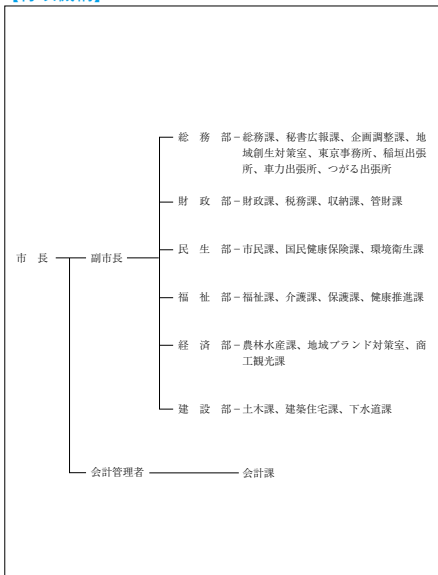 総務部－総務課、秘書広報課、企画調整課、地
域創生対策室、東京事務所、稲垣出張
所、車力出張所、つがる出張所
財政部－財政課、税務課、収納課、管財課
民生部－市民課、国民健康保険課、環境衛生課
市長
副市長
福祉部－福祉課、介護課、保護課、健康推進課
経済部－農林水産課、地域ブランド対策室、商
工観光課
建設部－土木課、建築住宅課、下水道課
会計管理者
会計課